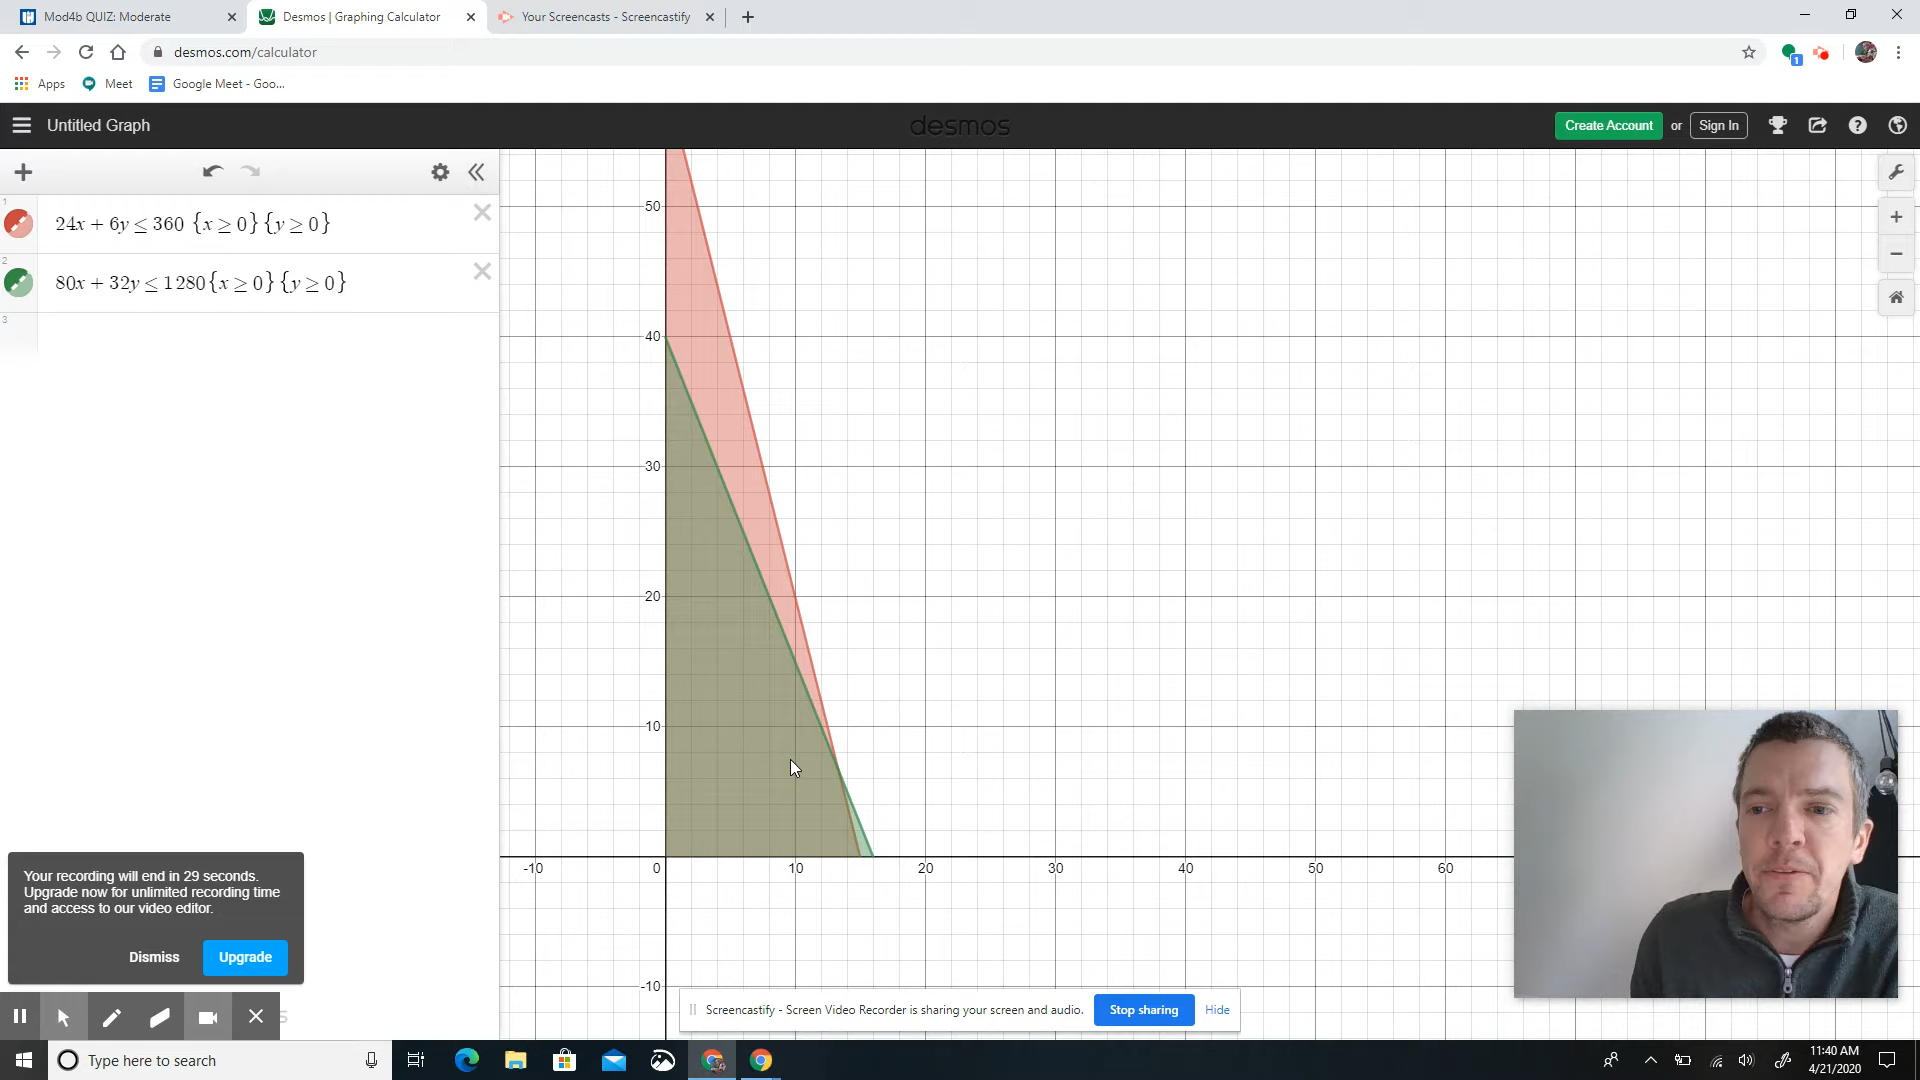 Mod4b QUIZ: Moderate
Desmos | Graphing Calculator
Your Screencasts - Screencastify
desmos.com/calculator
1
Apps
Meet
Google Meet - Goo...
Untitled Graph
desmos
Create Account
or
Sign In
1
24x + 6y ≤ 360 {x ≥ 0}{y ≥ 0}
2
80x + 32y ≤ 1280{x ≥ 0}{y ≥ 0}
3
50
40
30
20
10
-10
0
10
20
30
40
50
60
-10
Your recording will end in 29 seconds.
Upgrade now for unlimited recording time
and access to our video editor.
Dismiss
Upgrade
Screencastify - Screen Video Recorder is sharing your screen and audio.
Stop sharing
Hide
Type here to search
11:40 AM
4/21/2020